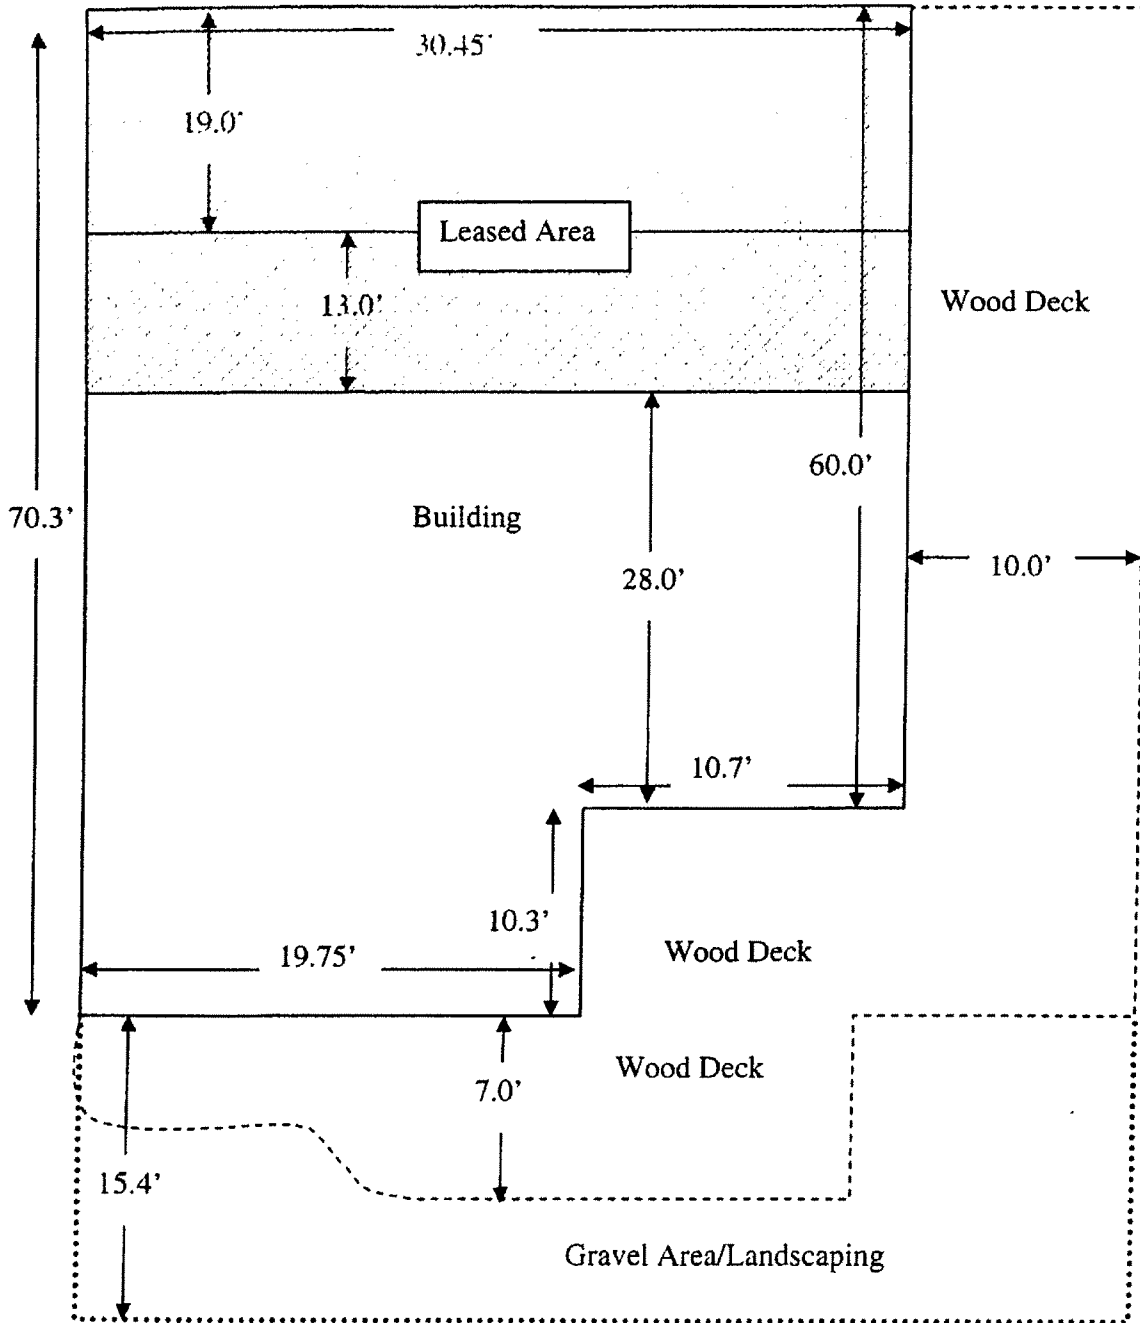 30.45'
19.0'
Leased Area
13.0'
Wood Deck
60.0'
70.3'
Building
28.0'
10.0'
10.7'
10.3'
19.75'
Wood Deck
Wood Deck
7.0'
15.4'
Gravel Area/Landscaping